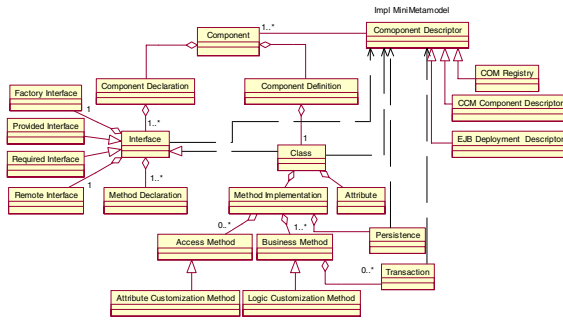 Impl MiniMetamodel
1..*
Component
Comoponent Descriptor
COM Registry
Factory Interface
Component Declaration
Component Definition
CCM Component Descriptor
1
1..*
Provided Interface
Interface
1
EJB Deployment Descriptor
Class
Required Interface
1..*
Remote Interface
1
Method Declaration
Method Implementation
Attribute
0..*
1..*
Access Method
Business Method
Persistence
0..*
Transaction
Attribute Customization Method
Logic Customization Method